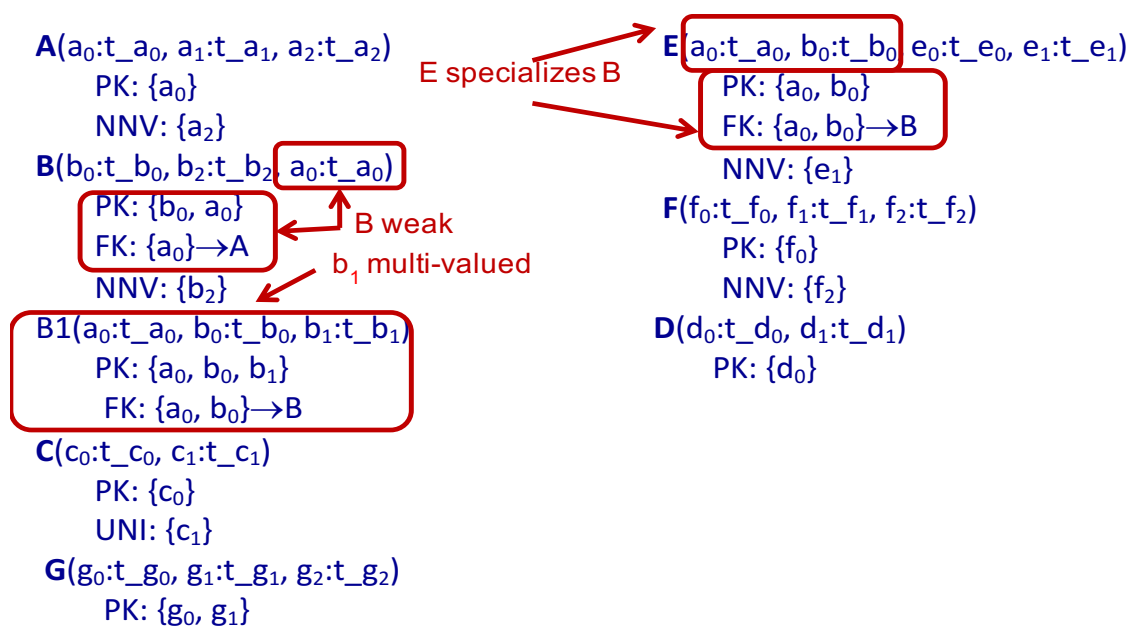 A(a₀:t_a₀, a₁:t_a₁, a₂:t_a₂)
PK: {a₀}
NNV: {a₂}
B(b₀:t_b₀, b₂:t_b₂, a₀:t_a₀)
PK: {b₀, a₀}
FK: {a₀}→A
NNV: {b₂}
B weak
b₁ multi-valued
B1(a₀:t_a₀, b₀:t_b₀, b₁:t_b₁)
PK: {a₀, b₀, b₁}
FK: {a₀, b₀}→B
C(c₀:t_c₀, c₁:t_c₁)
PK: {c₀}
UNI: {c₁}
G(g₀:t_g₀, g₁:t_g₁, g₂:t_g₂)
PK: {g₀, g₁}
E specializes B
E(a₀:t_a₀, b₀:t_b₀, e₀:t_e₀, e₁:t_e₁)
PK: {a₀, b₀}
FK: {a₀, b₀}→B
NNV: {e₁}
F(f₀:t_f₀, f₁:t_f₁, f₂:t_f₂)
PK: {f₀}
NNV: {f₂}
D(d₀:t_d₀, d₁:t_d₁)
PK: {d₀}